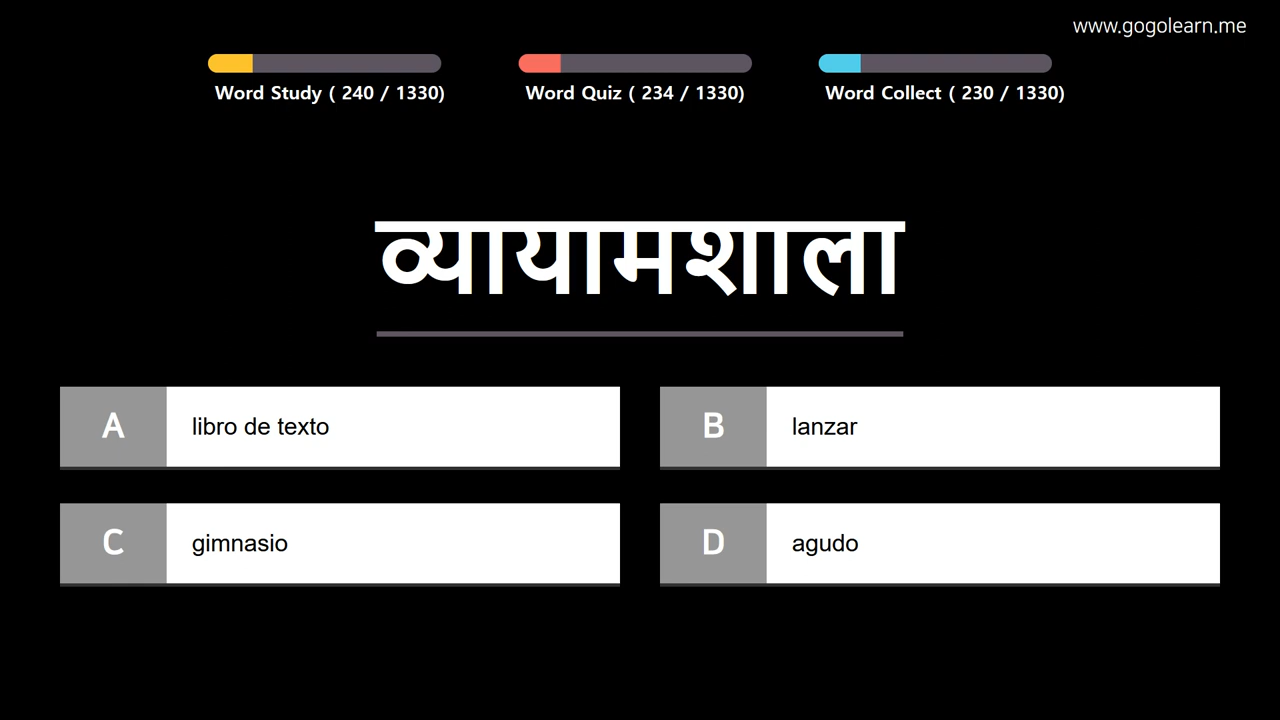 www.gogolearn.me
Word Study ( 240 / 1330)
Word Quiz ( 234 / 1330)
Word Collect ( 230 / 1330)
व्यायामशाला
A
libro de texto
B
lanzar
C
gimnasio
D
agudo